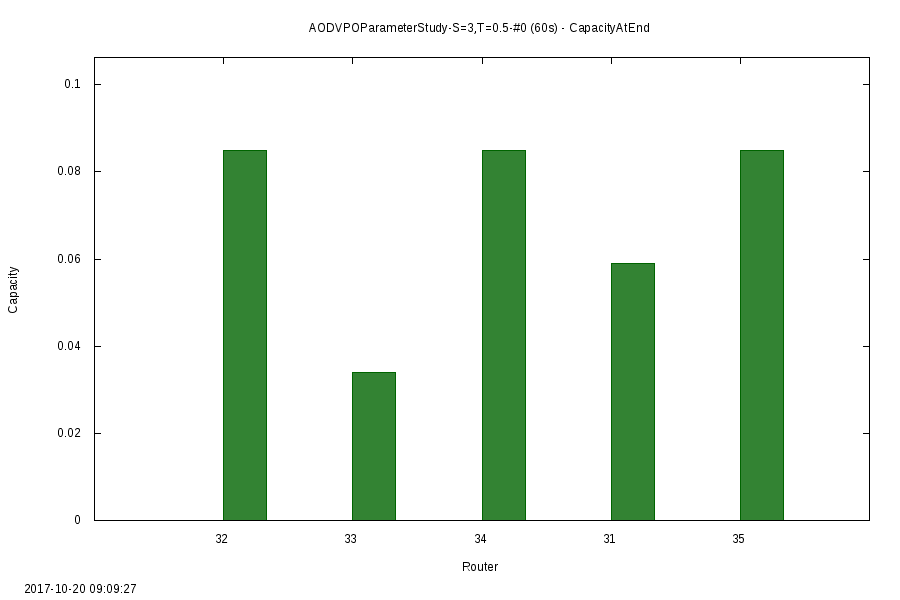 AODVPOParameterStudy-S=3,T=0.5-#0 (60s) - CapacityAtEnd
0.1
0.08
0.06
0.04
0.02
0
Capacity
32 33 34 31 35
Router
2017-10-20 09:09:27